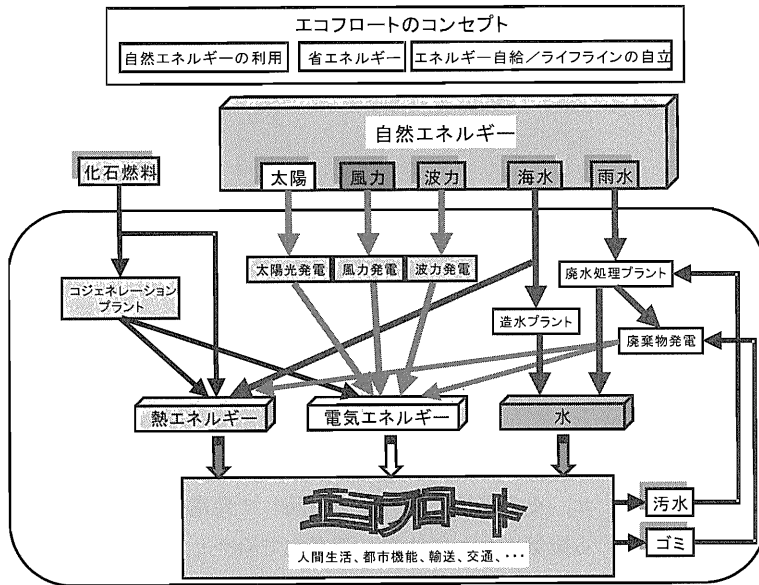 エコフロートのコンセプト
自然エネルギーの利用
省エネルギー
エネルギー自給／ライフラインの自立
自然エネルギー
化石燃料
太陽
風力
波力
海水
雨水
太陽光発電
風力発電
波力発電
廃水処理プラント
コジェネレーション
プラント
造水プラント
廃棄物発電
熱エネルギー
電気エネルギー
水
エコフロート
汚水
人間生活、都市機能、輸送、交通、・・・
ゴミ